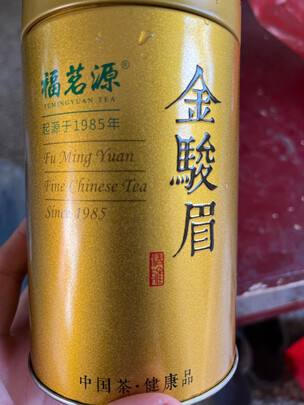 福茗源®
FUMINGYUAN TEA
起源于1985年
Fu Ming Yuan
Fine Chinese Tea
Since 1985
金駿眉
中国茶·健康品